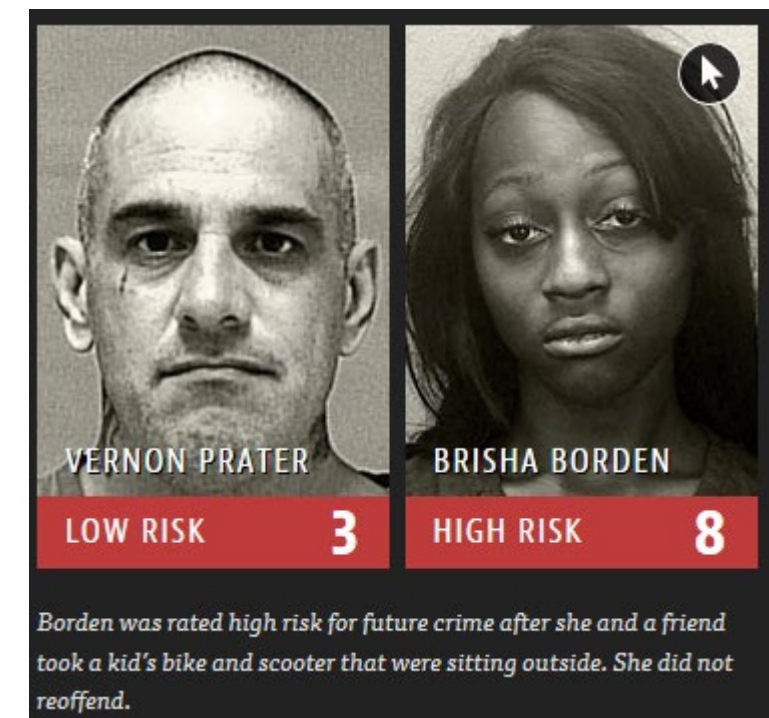 VERNON PRATER
BRISHA BORDEN
LOW RISK 3
HIGH RISK 8
Borden was rated high risk for future crime after she and a friend
took a kid's bike and scooter that were sitting outside. She did not
reoffend.